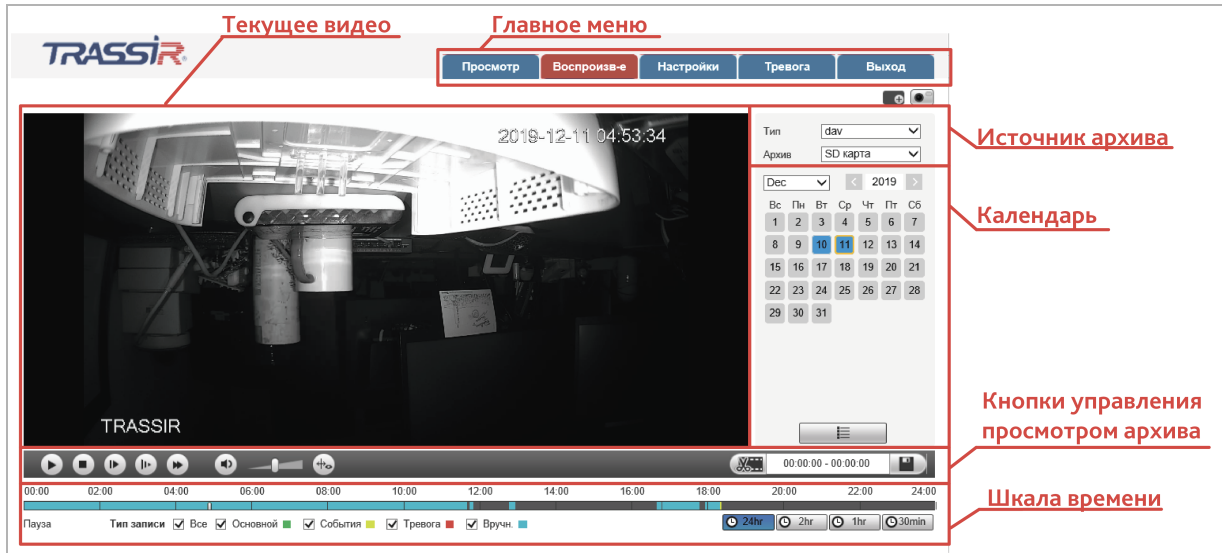 Текущее видео
Главное меню
TRASSIR
Просмотр Воспроизв-е Настройки Тревога Выход
2019-12-11 04:53:34
Тип dav
Источник архива
Архив SD карта
Dec 2019
Вс Пн Вт Ср Чт Пт Сб
1 2 3 4 5 6 7
Календарь
8 9 10 11 12 13 14
15 16 17 18 19 20 21
22 23 24 25 26 27 28
29 30 31
TRASSIR
Кнопки управления
просмотром архива
00:00:00 - 00:00:00
00:00 02:00 04:00 06:00 08:00 10:00 12:00 14:00 16:00 18:00 20:00 22:00 24:00
Шкала времени
Пауза Тип записи Все Основной События Тревога Вручн. 24hr 2hr 1hr 30min